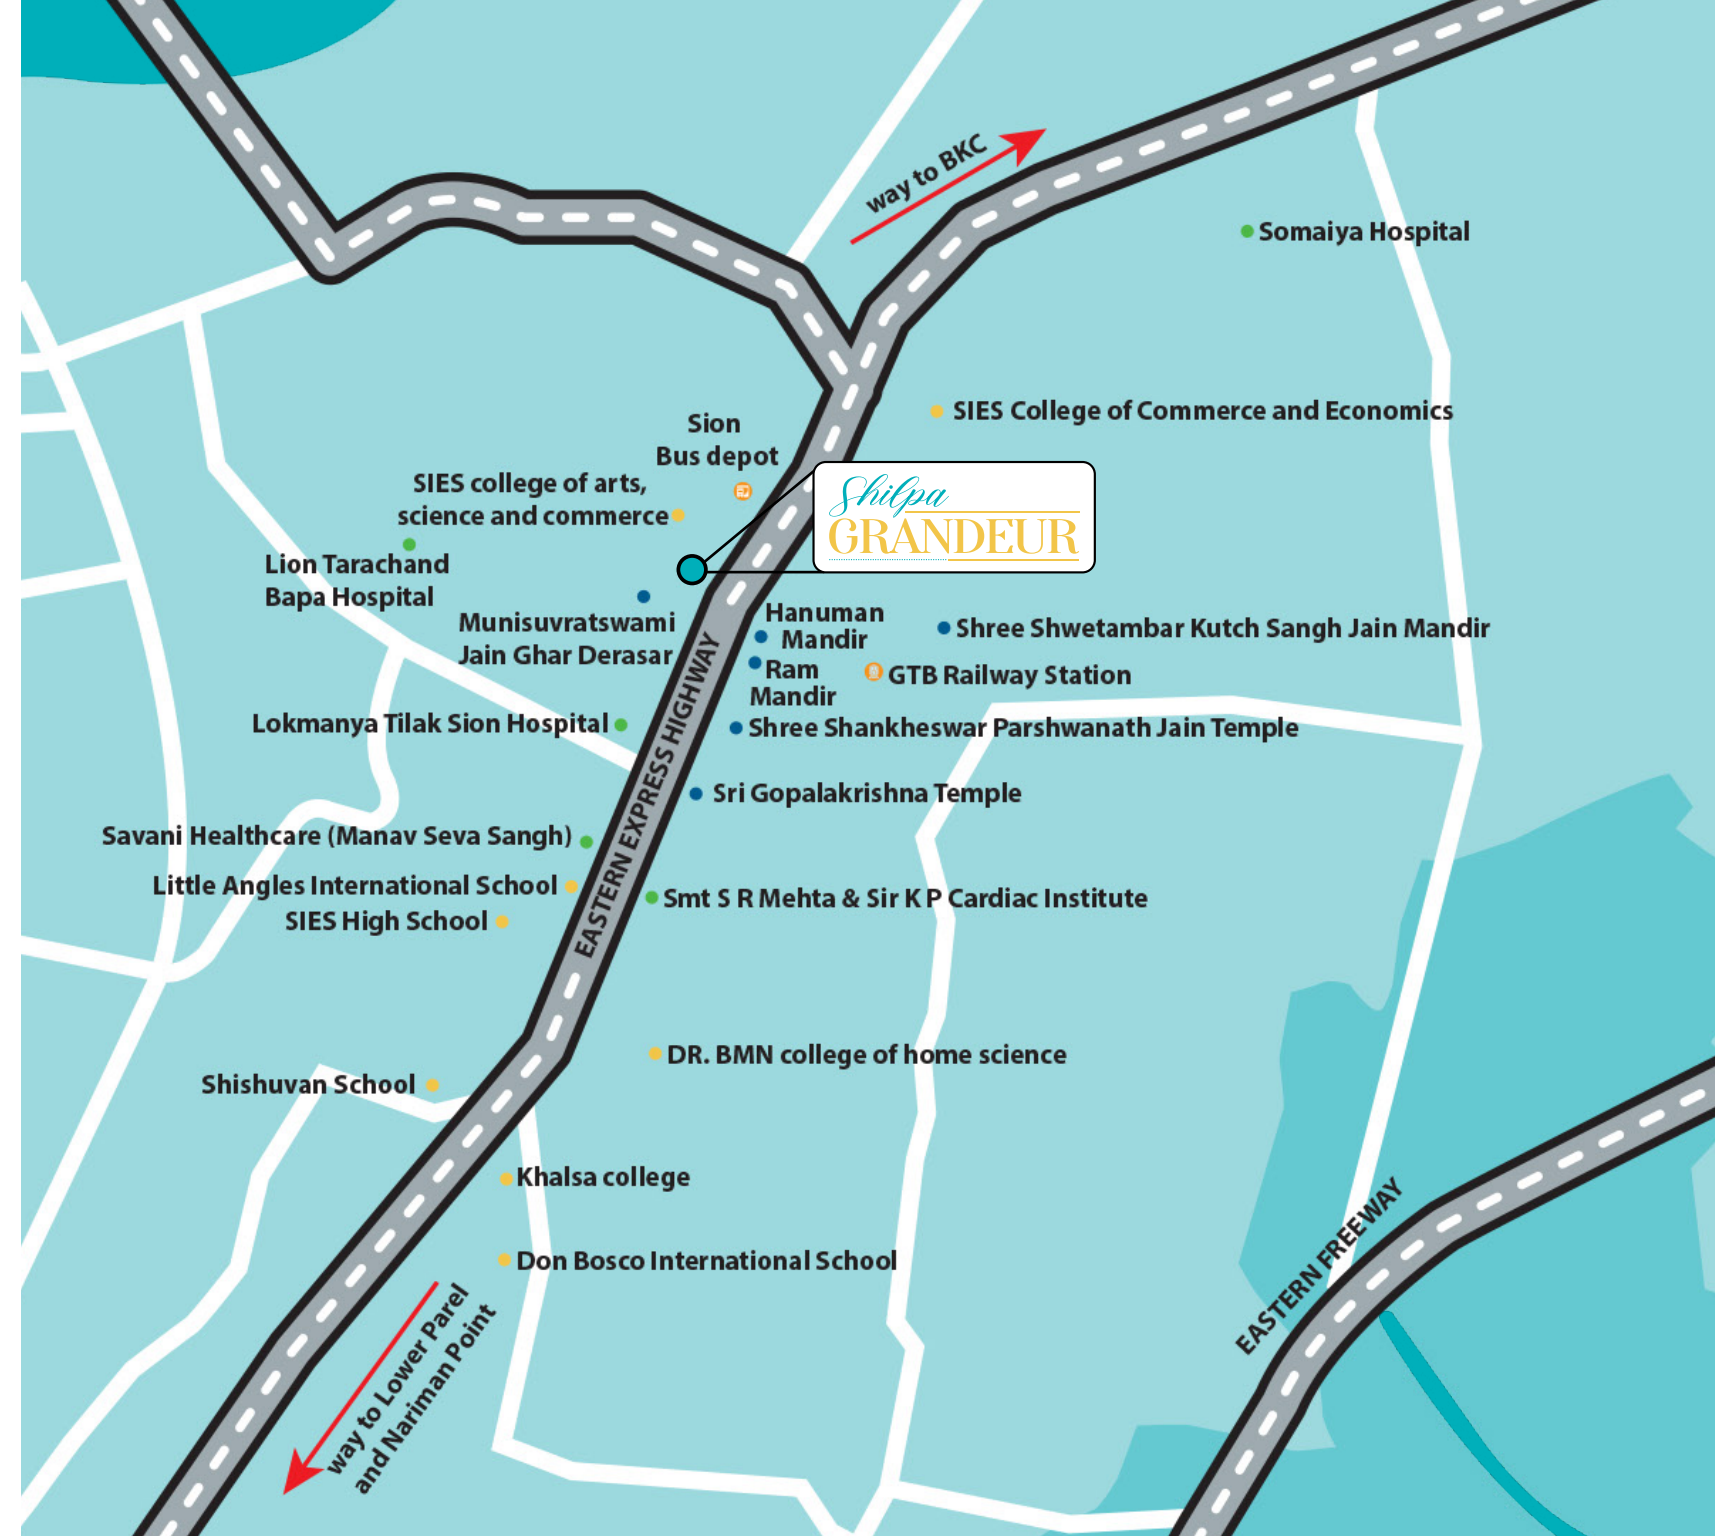 way to BKC
Somaiya Hospital
SIES College of Commerce and Economics
Sion
Bus depot
SIES college of arts,
science and commerce
Shilpa
GRANDEUR
Lion Tarachand
Bapa Hospital
Munisuvratswami
Jain Ghar Derasar
Hanuman
Mandir
Shree Shwetambar Kutch Sangh Jain Mandir
Ram
Mandir
GTB Railway Station
EASTERN EXPRESS HIGHWAY
Lokmanya Tilak Sion Hospital
Shree Shankheswar Parshwanath Jain Temple
Sri Gopalakrishna Temple
Savani Healthcare (Manav Seva Sangh)
Little Angles International School
SIES High School
Smt S R Mehta & Sir K P Cardiac Institute
DR. BMN college of home science
Shishuvan School
Khalsa college
Don Bosco International School
EASTERN FREEWAY
way to Lower Parel
and Nariman Point